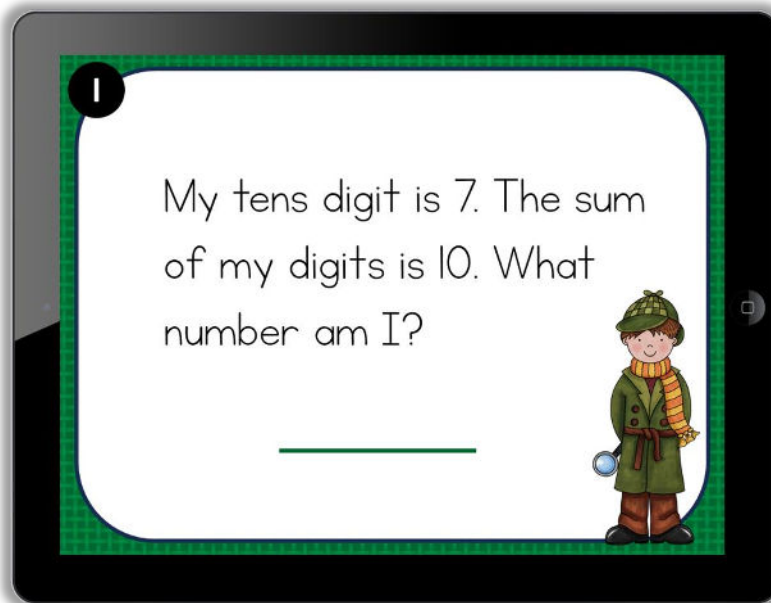 1
My tens digit is 7. The sum
of my digits is 10. What
number am I?